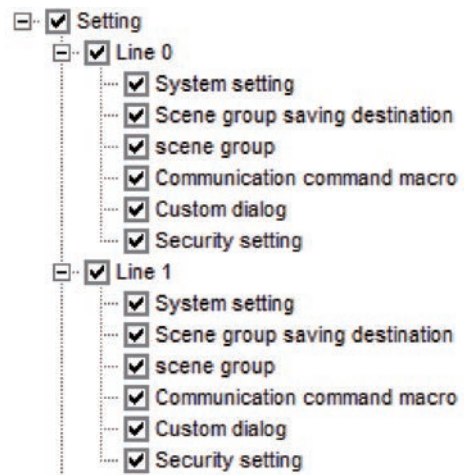 Setting
Line 0
System setting
Scene group saving destination
scene group
Communication command macro
Custom dialog
Security setting
Line 1
System setting
Scene group saving destination
scene group
Communication command macro
Custom dialog
Security setting